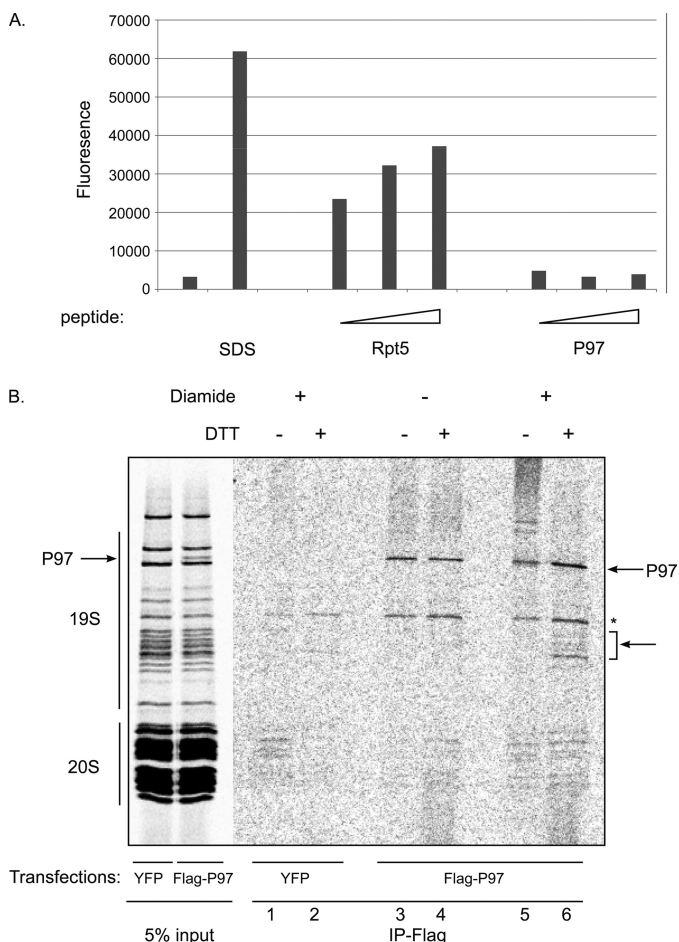 A.
70000
60000
50000
40000
30000
20000
10000
0
Fluoresence
peptide:
SDS Rpt5 P97
B.
Diamide + - +
DTT - + - + - +
P97
19S
20S
P97
*
Transfections: YFP Flag-P97 YFP Flag-P97
1 2 3 4 5 6
5% input IP-Flag